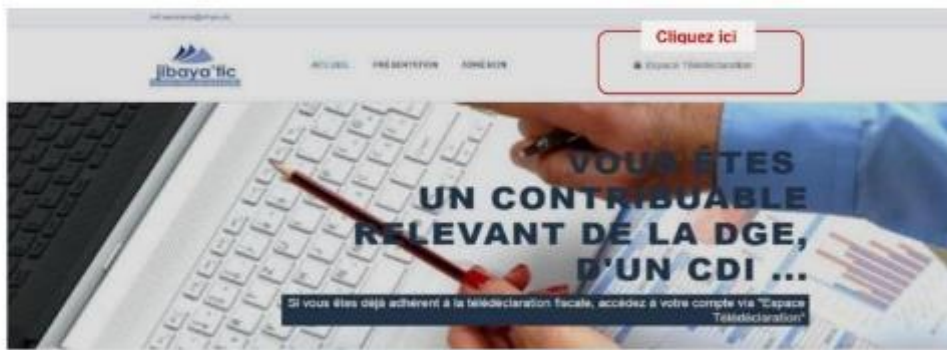 Cliquez ici
jibaya'tic
ACCUEIL PRÉSENTATION ADHÉSION Espace Télédéclaration
VOUS ÊTES
UN CONTRIBUABLE
RELEVANT DE LA DGE,
D'UN CDI ...
Si vous êtes déjà adhérent à la télédéclaration fiscale, accédez à votre compte via "Espace
Télédéclaration"